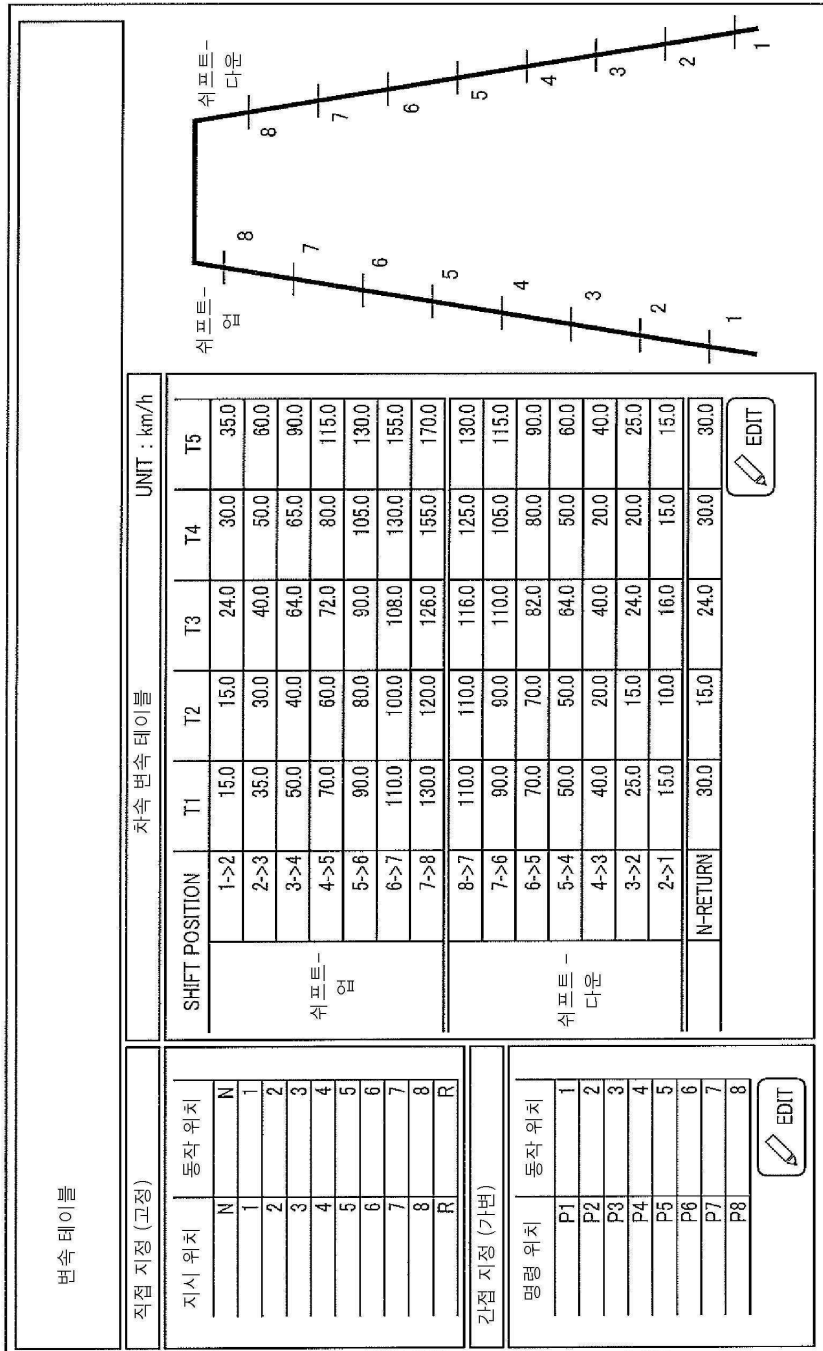 변속 테이블
직접 지정 (고정)
지시 위치 동작 위치
N N
1 1
2 2
3 3
4 4
5 5
6 6
7 7
8 8
R R
간접 지정 (가변)
명령 위치 동작 위치
P1 1
P2 2
P3 3
P4 4
P5 5
P6 6
P7 7
P8 8
EDIT
차속 변속 테이블 UNIT : km/h
SHIFT POSITION T1 T2 T3 T4 T5
쉬프트-
업
1->2 15.0 15.0 24.0 30.0 35.0
2->3 35.0 30.0 40.0 50.0 60.0
3->4 50.0 40.0 64.0 65.0 90.0
4->5 70.0 60.0 72.0 80.0 115.0
5->6 90.0 80.0 90.0 105.0 130.0
6->7 110.0 100.0 108.0 130.0 155.0
7->8 130.0 120.0 126.0 155.0 170.0
쉬프트-
다운
8->7 110.0 110.0 116.0 125.0 130.0
7->6 90.0 90.0 110.0 105.0 115.0
6->5 70.0 70.0 82.0 80.0 90.0
5->4 50.0 50.0 64.0 50.0 60.0
4->3 40.0 20.0 40.0 20.0 40.0
3->2 25.0 15.0 24.0 20.0 25.0
2->1 15.0 10.0 16.0 15.0 15.0
N-RETURN 30.0 15.0 24.0 30.0 30.0
EDIT
쉬프트-
업
8
7
6
5
4
3
2
1
쉬프트-
다운
8
7
6
5
4
3
2
1